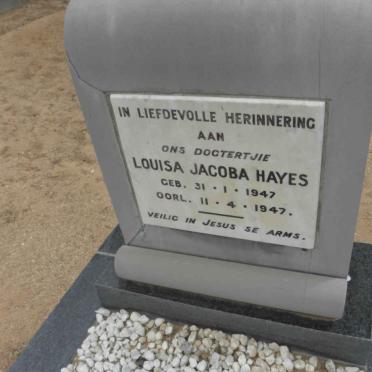 IN LIEFDEVOLLE HERINNERING
AAN
ONS DOGTERTJIE
LOUISA JACOBA HAYES
GEB. 31·1·1947
OORL. 11·4·1947.
VEILIG IN JESUS SE ARMS.